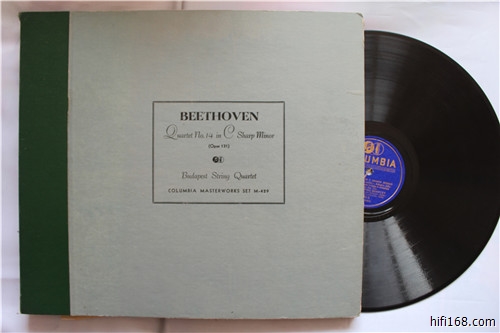 BEETHOVEN
Quartet No. 14 in C Sharp Minor
(Opus 131)
Budapest String Quartet
COLUMBIA MASTERWORKS SET M-429
COLUMBIA
hifi168.com